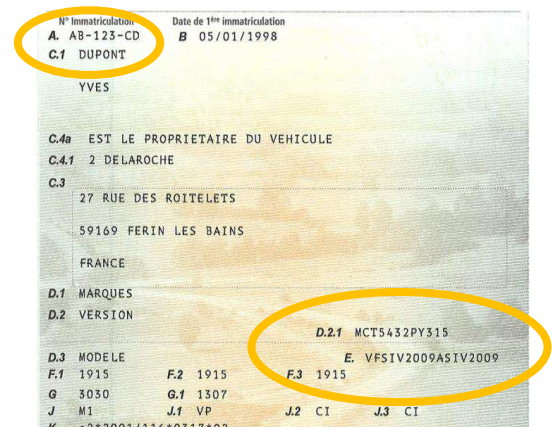 N° Immatriculation Date de 1ère immatriculation
A. AB-123-CD B 05/01/1998
C.1 DUPONT
YVES
C.4a EST LE PROPRIETAIRE DU VEHICULE
C.4.1 2 DELAROCHE
C.3
27 RUE DES ROITELETS
59169 FERIN LES BAINS
FRANCE
D.1 MARQUES
D.2 VERSION
D.2.1 MCT5432PY315
D.3 MODELE E. VFSIV2009ASIV2009
F.1 1915 F.2 1915 F.3 1915
G 3030 G.1 1307
J M1 J.1 VP J.2 CI J.3 CI